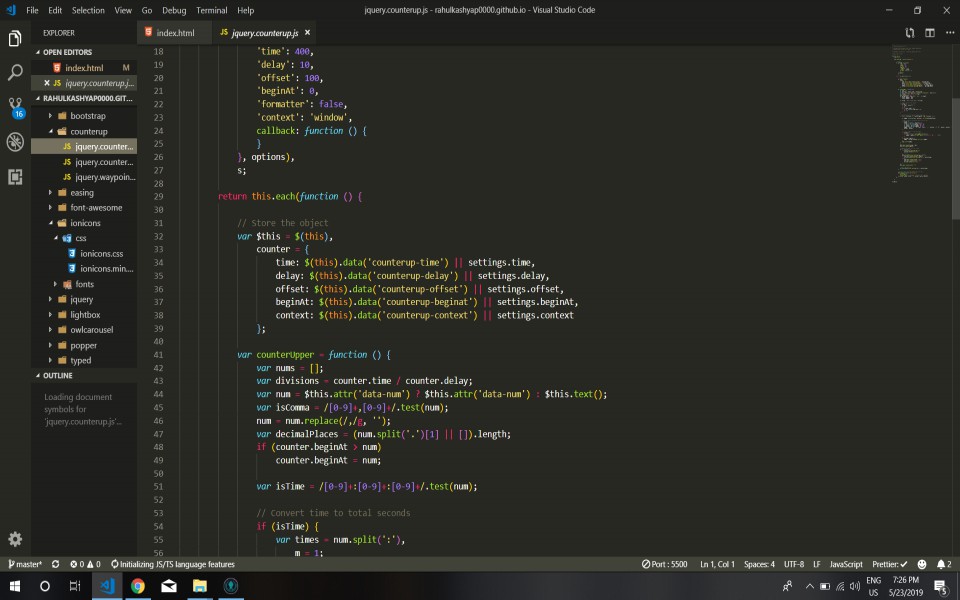 File Edit Selection View Go Debug Terminal Help
jquery.counterup.js - rahulkashyap0000.github.io - Visual Studio Code
EXPLORER
OPEN EDITORS
index.html M
JS jquery.counterup.j...
RAHULKASHYAP0000.GIT...
bootstrap
counterup
JS jquery.counter...
JS jquery.counter...
JS jquery.waypoin...
easing
font-awesome
ionicons
css
ionicons.css
ionicons.min....
fonts
jquery
lightbox
owlcarousel
popper
typed
OUTLINE
Loading document
symbols for
'jquery.counterup.js'...
16
index.html
JS jquery.counterup.js ×
18 'time': 400,
19 'delay': 10,
20 'offset': 100,
21 'beginAt': 0,
22 'formatter': false,
23 'context': 'window',
24 callback: function () {
25 }
26 }, options),
27 s;
28
29 return this.each(function () {
30
31 // Store the object
32 var $this = $(this),
33 counter = {
34 time: $(this).data('counterup-time') || settings.time,
35 delay: $(this).data('counterup-delay') || settings.delay,
36 offset: $(this).data('counterup-offset') || settings.offset,
37 beginAt: $(this).data('counterup-beginat') || settings.beginAt,
38 context: $(this).data('counterup-context') || settings.context
39 };
40
41 var counterUpper = function () {
42 var nums = [];
43 var divisions = counter.time / counter.delay;
44 var num = $this.attr('data-num') ? $this.attr('data-num') : $this.text();
45 var isComma = /[0-9]+,[0-9]+/.test(num);
46 num = num.replace(/,/g, '');
47 var decimalPlaces = (num.split('.')[1] || []).length;
48 if (counter.beginAt > num)
49 counter.beginAt = num;
50
51 var isTime = /[0-9]+:[0-9]+:[0-9]+/.test(num);
52
53 // Convert time to total seconds
54 if (isTime) {
55 var times = num.split(':'),
56 m = 1;
master* 0 0 Initializing JS/TS language features
Port : 5500 Ln 1, Col 1 Spaces: 4 UTF-8 LF JavaScript Prettier: ✓ 2
ENG
US
7:26 PM
5/23/2019
5